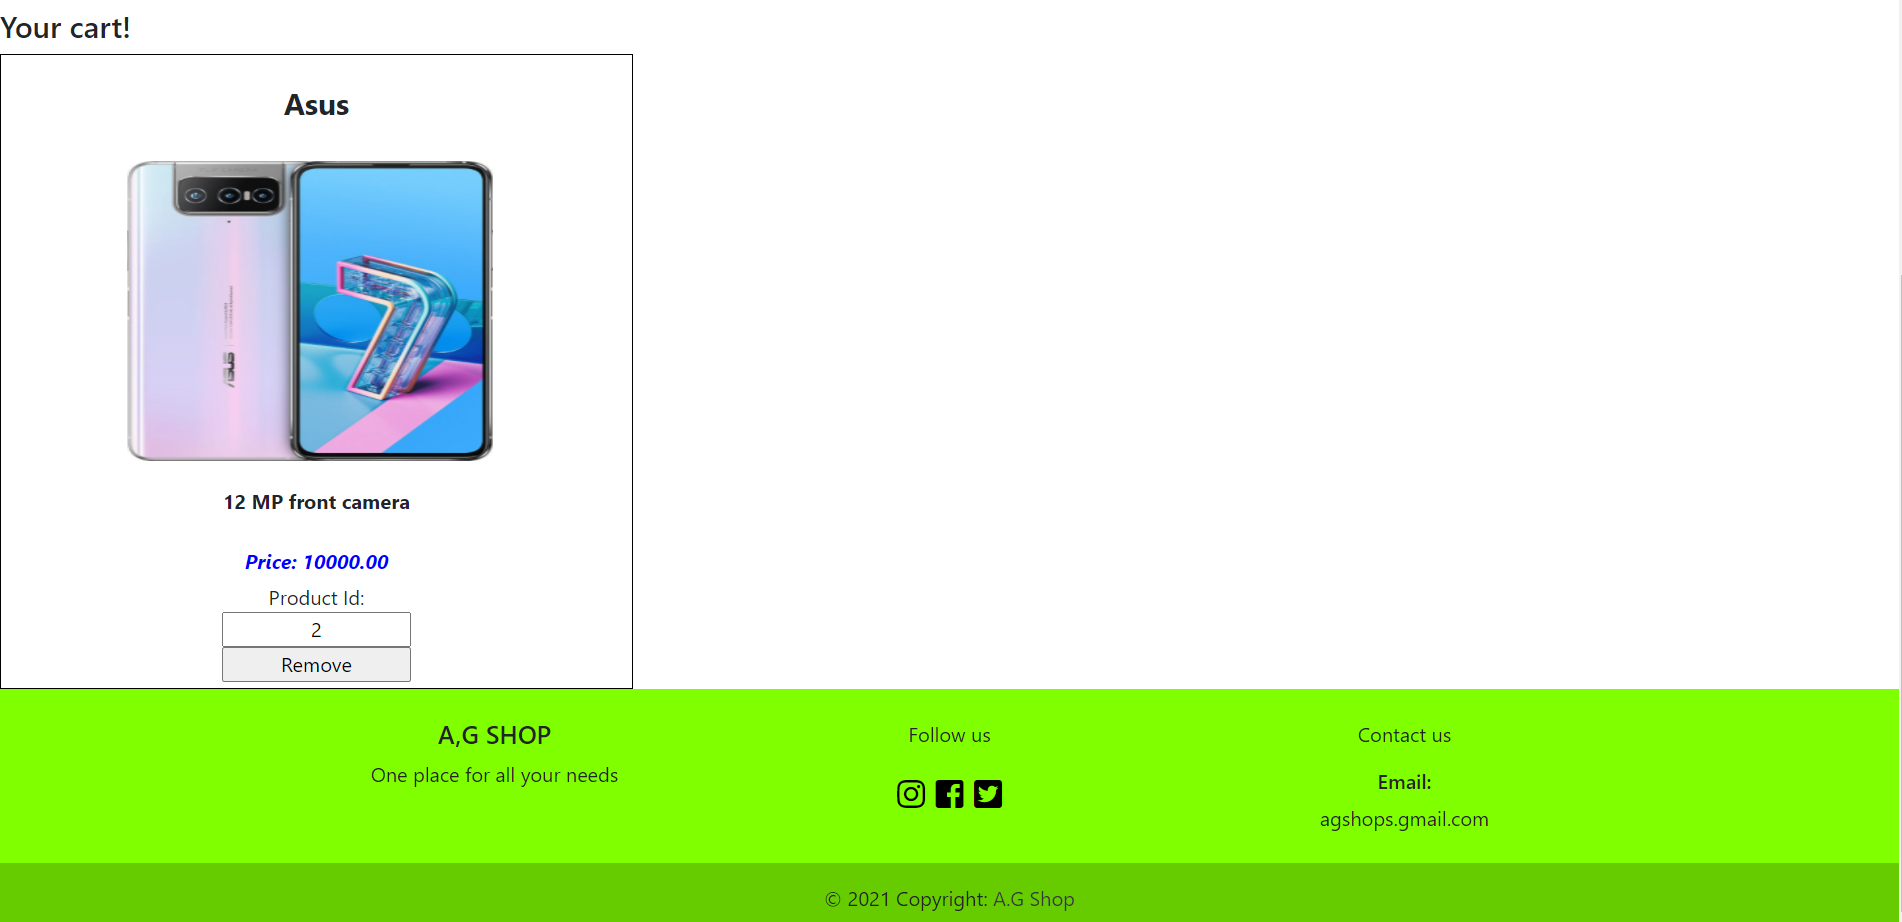 Your cart!
Asus
ASUS
12 MP front camera
Price: 10000.00
Product Id:
2
Remove
A,G SHOP
One place for all your needs
Follow us
Contact us
Email:
agshops.gmail.com
© 2021 Copyright: A.G Shop